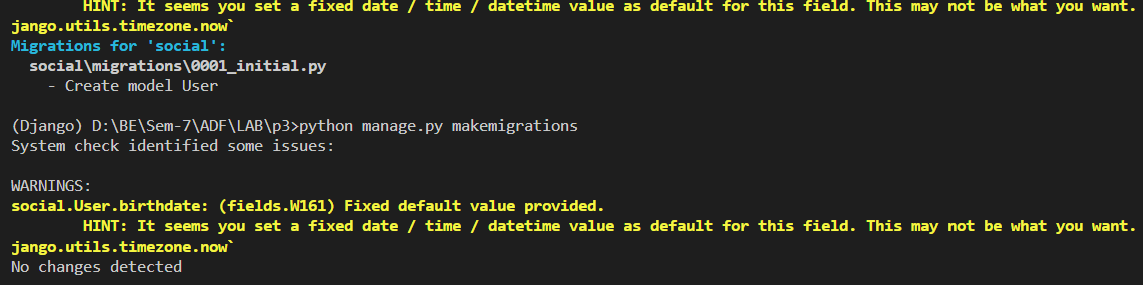 HINT: It seems you set a fixed date / time / datetime value as default for this field. This may not be what you want.
jango.utils.timezone.now`
Migrations for 'social':
social\migrations\0001_initial.py
- Create model User
(Django) D:\BE\Sem-7\ADF\LAB\p3>python manage.py makemigrations
System check identified some issues:
WARNINGS:
social.User.birthdate: (fields.W161) Fixed default value provided.
HINT: It seems you set a fixed date / time / datetime value as default for this field. This may not be what you want.
jango.utils.timezone.now`
No changes detected